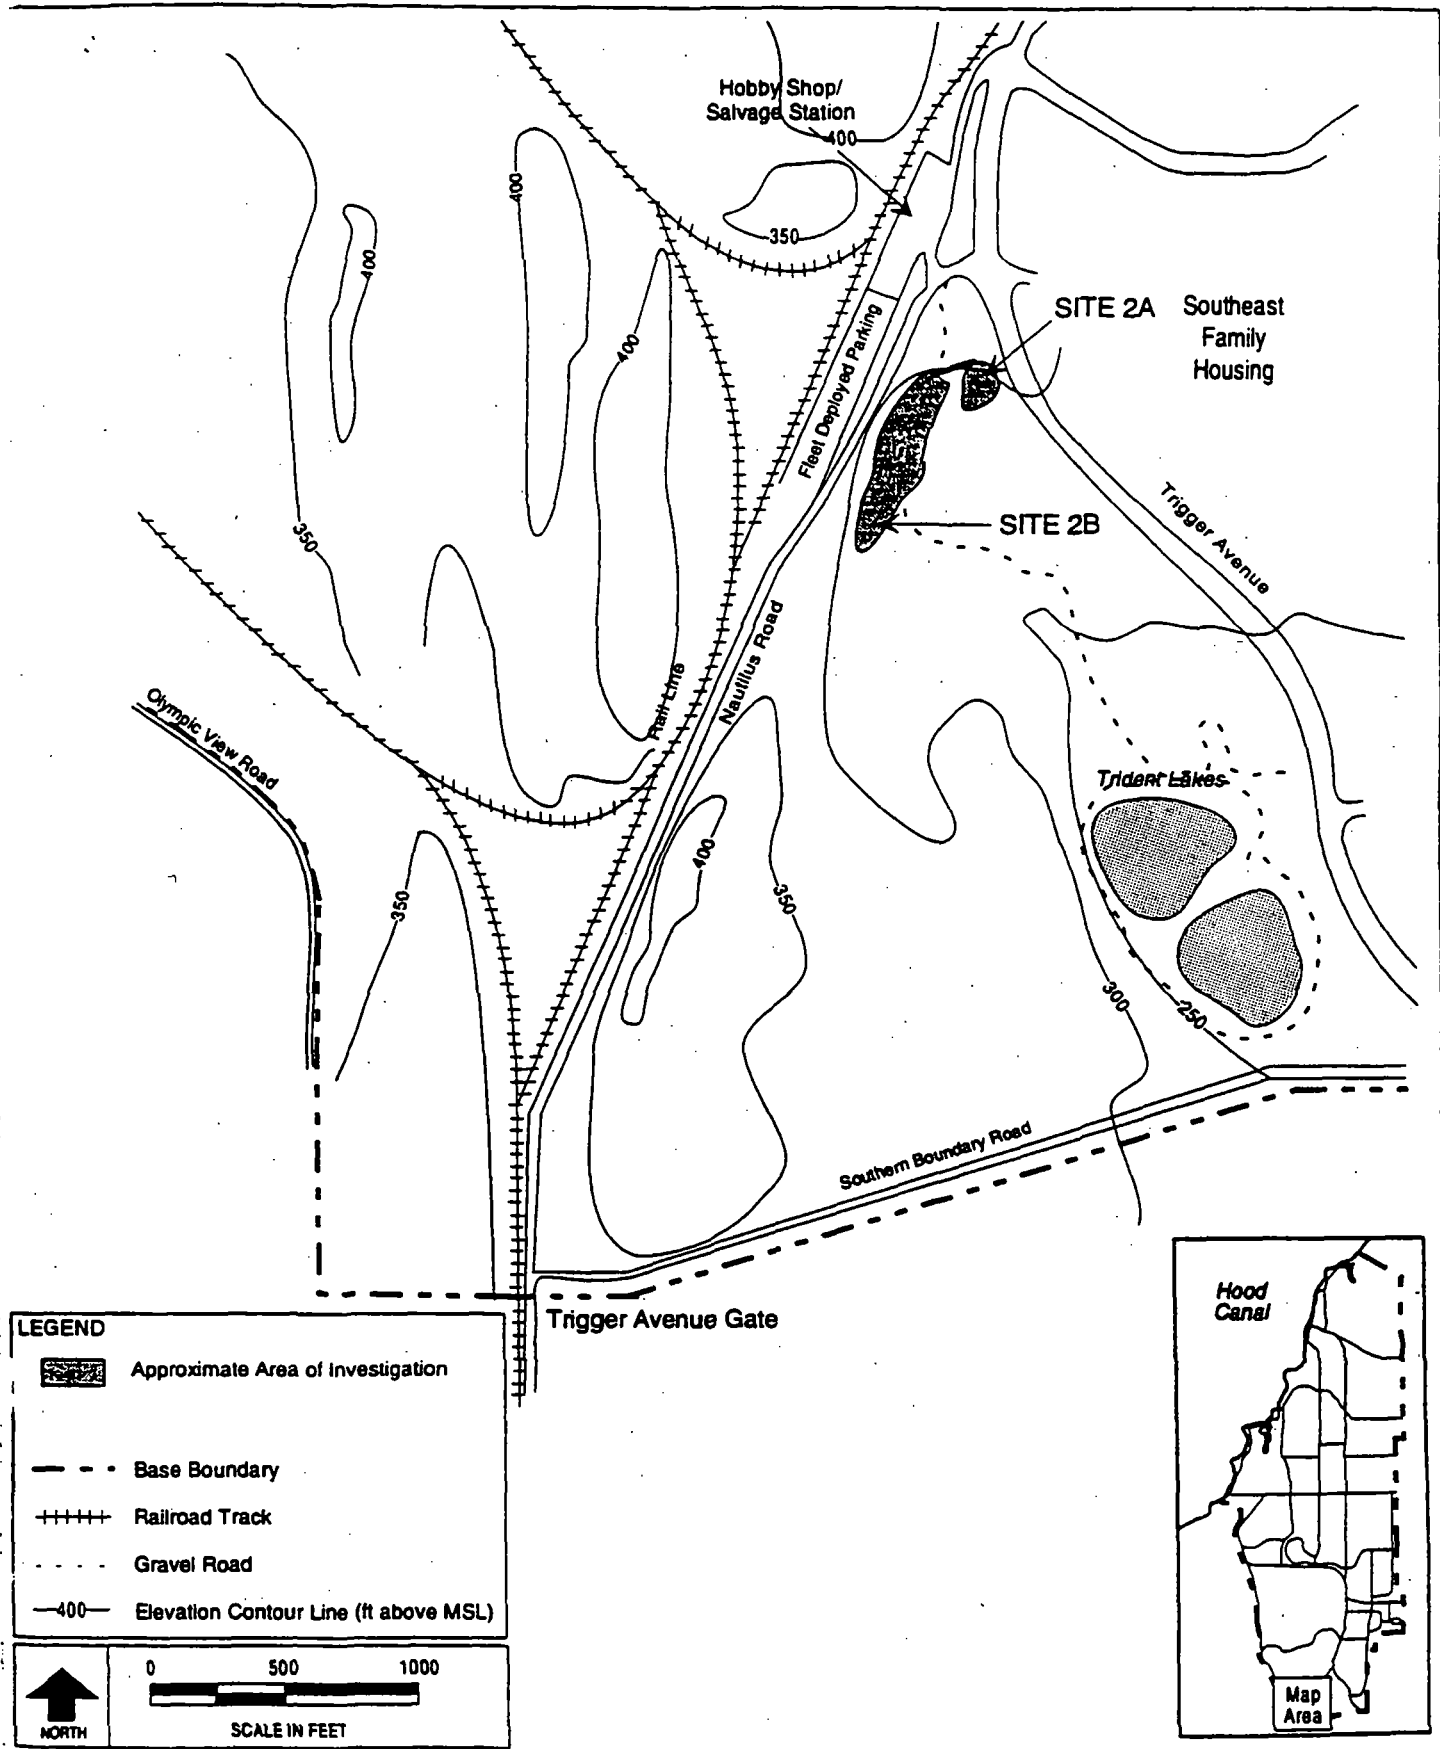 Hobby Shop/
Salvage Station
400
400
400
350
400
SITE 2A
Southeast
Family
Housing
Fleet Deployed Parking
SITE 2B
Trigger Avenue
350
Nautilus Road
Rail Line
Olympic View Road
Trident Lakes
400
350
350
300
250
Southern Boundary Road
Trigger Avenue Gate
LEGEND
Approximate Area of Investigation
Base Boundary
Railroad Track
Gravel Road
400 Elevation Contour Line (ft above MSL)
NORTH
0 500 1000
SCALE IN FEET
Hood
Canal
Map
Area